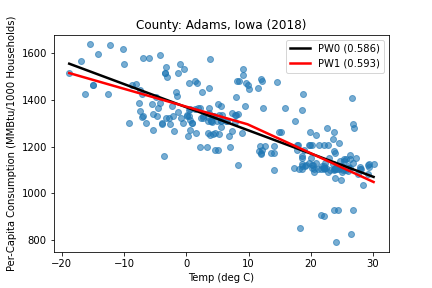 County: Adams, Iowa (2018)
Per-Capita Consumption (MMBtu/1000 Households)
1600
1400
1200
1000
800
PW0 (0.586)
PW1 (0.593)
−20
−10
0
10
20
30
Temp (deg C)